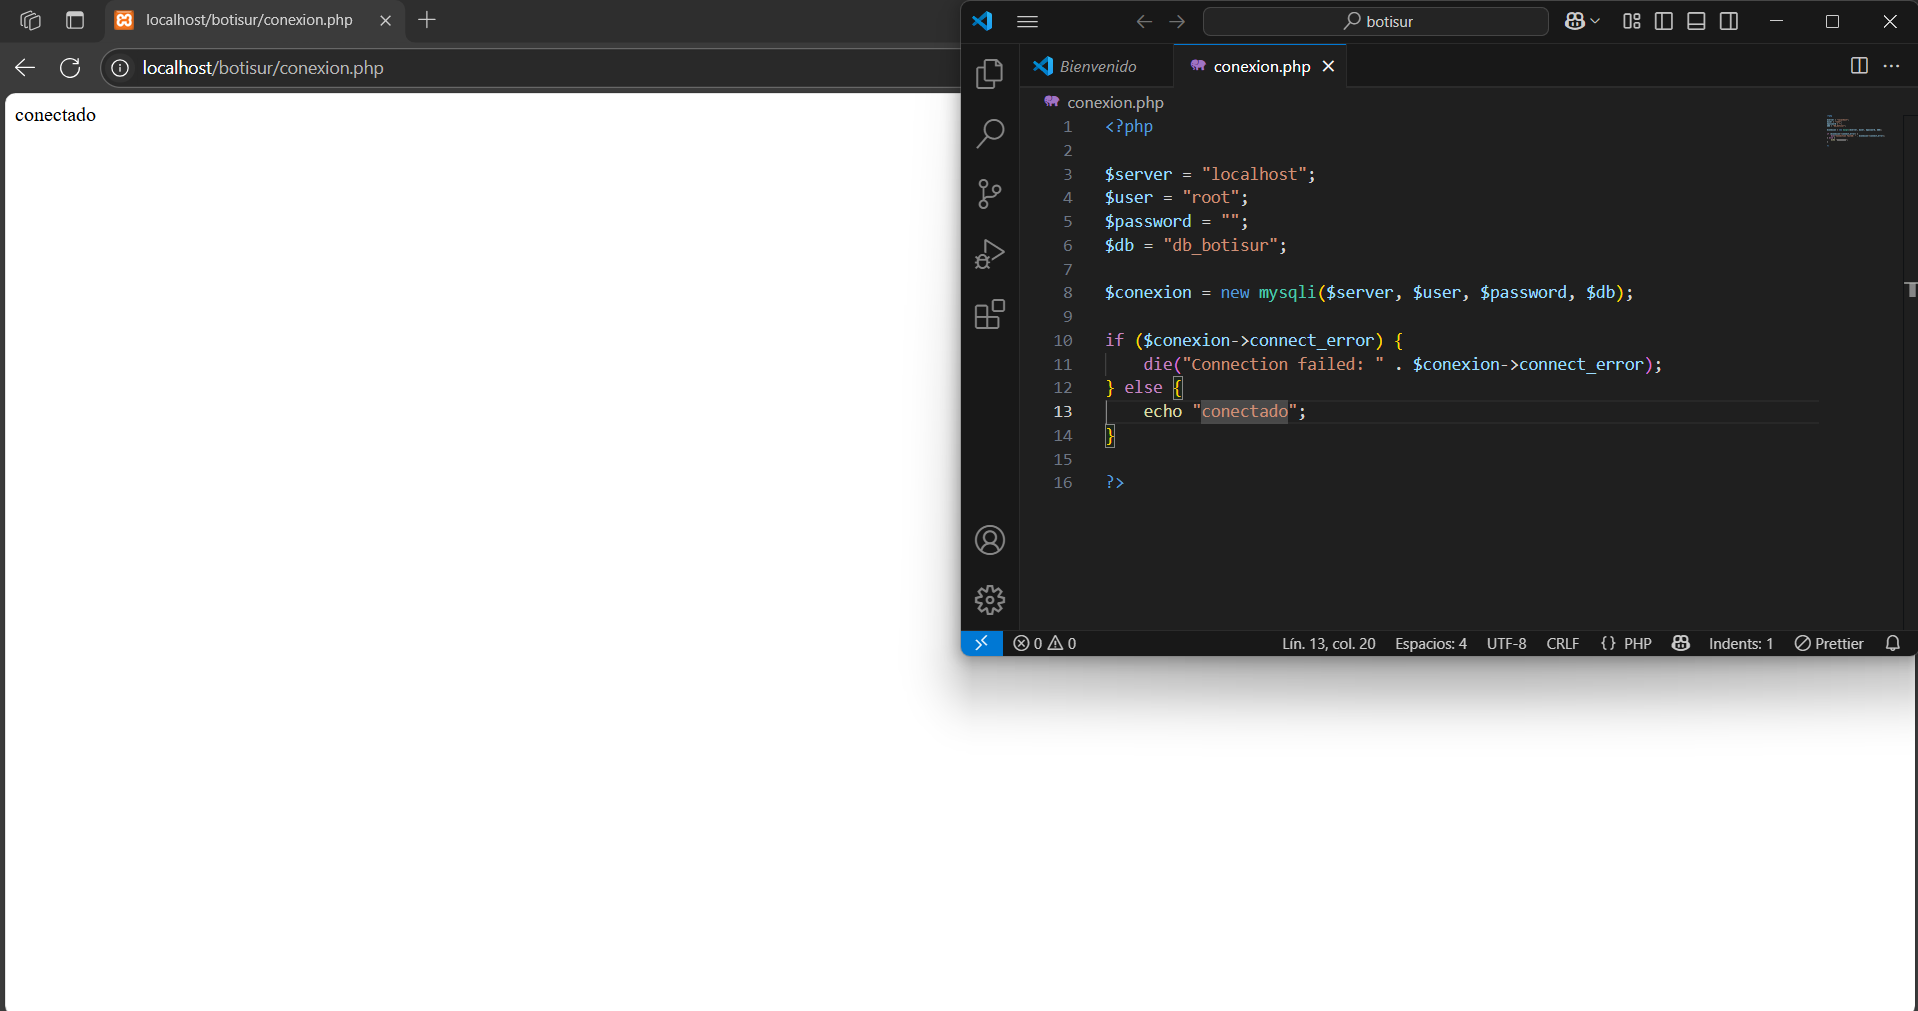 localhost/botisur/conexion.php
localhost/botisur/conexion.php
conectado
botisur
Bienvenido
conexion.php
conexion.php
1 <?php
2
3 $server = "localhost";
4 $user = "root";
5 $password = "";
6 $db = "db_botisur";
7
8 $conexion = new mysqli($server, $user, $password, $db);
9
10 if ($conexion->connect_error) {
11     die("Connection failed: " . $conexion->connect_error);
12 } else {
13     echo "conectado";
14 }
15
16 ?>
0 0 Lín. 13, col. 20 Espacios: 4 UTF-8 CRLF {} PHP Indents: 1 Prettier